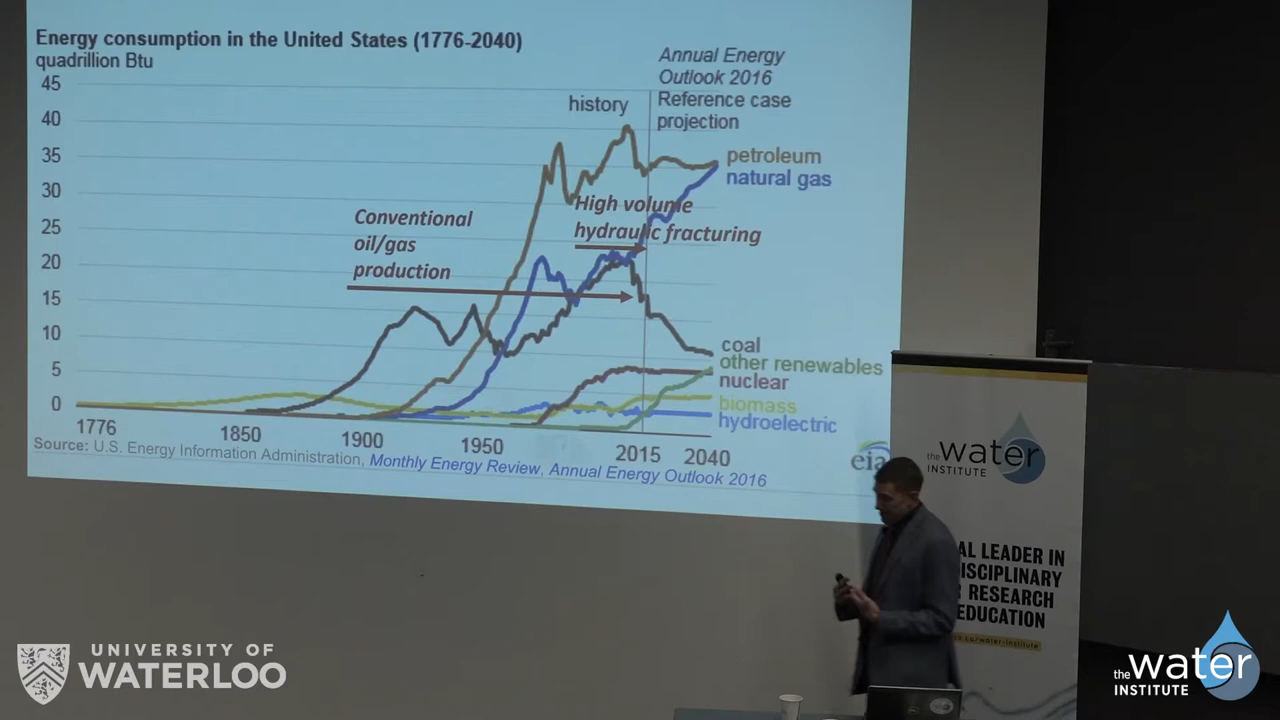 Energy consumption in the United States (1776-2040)
quadrillion Btu
45
40
35
30
25
20
15
10
5
0
history
Annual Energy
Outlook 2016
Reference case
projection
petroleum
natural gas
High volume
hydraulic fracturing
Conventional
oil/gas
production
coal
other renewables
nuclear
biomass
hydroelectric
1776
1850
1900
1950
2015
2040
Source: U.S. Energy Information Administration, Monthly Energy Review, Annual Energy Outlook 2016
eia
the water
INSTITUTE
AL LEADER IN
DISCIPLINARY
RESEARCH
EDUCATION
water-institute
UNIVERSITY OF
WATERLOO
the water
INSTITUTE